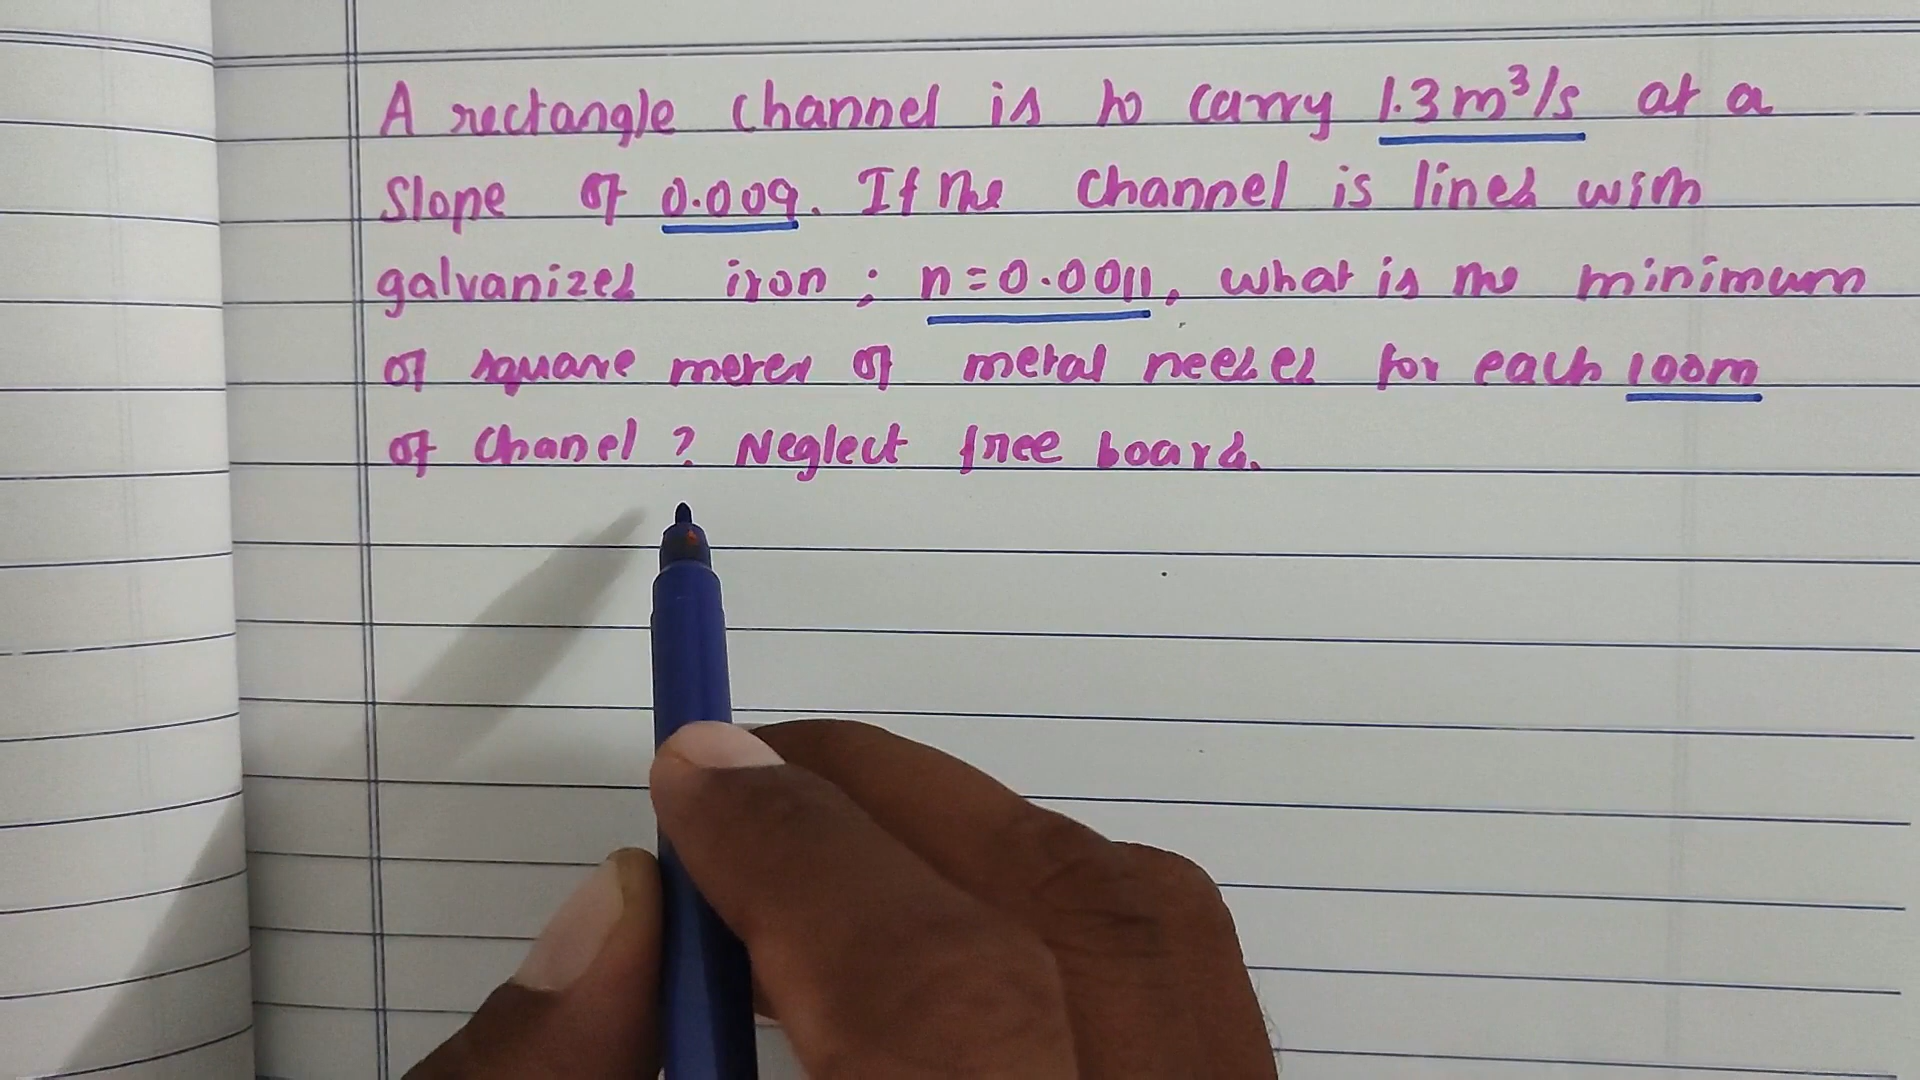 A rectangle channel is to carry 1.3 m³/s at a
slope of 0.009. If the channel is lined with
galvanized iron; n=0.0011, what is the minimum
of square meter of metal needed for each 100m
of Chanel ? Neglect free board.